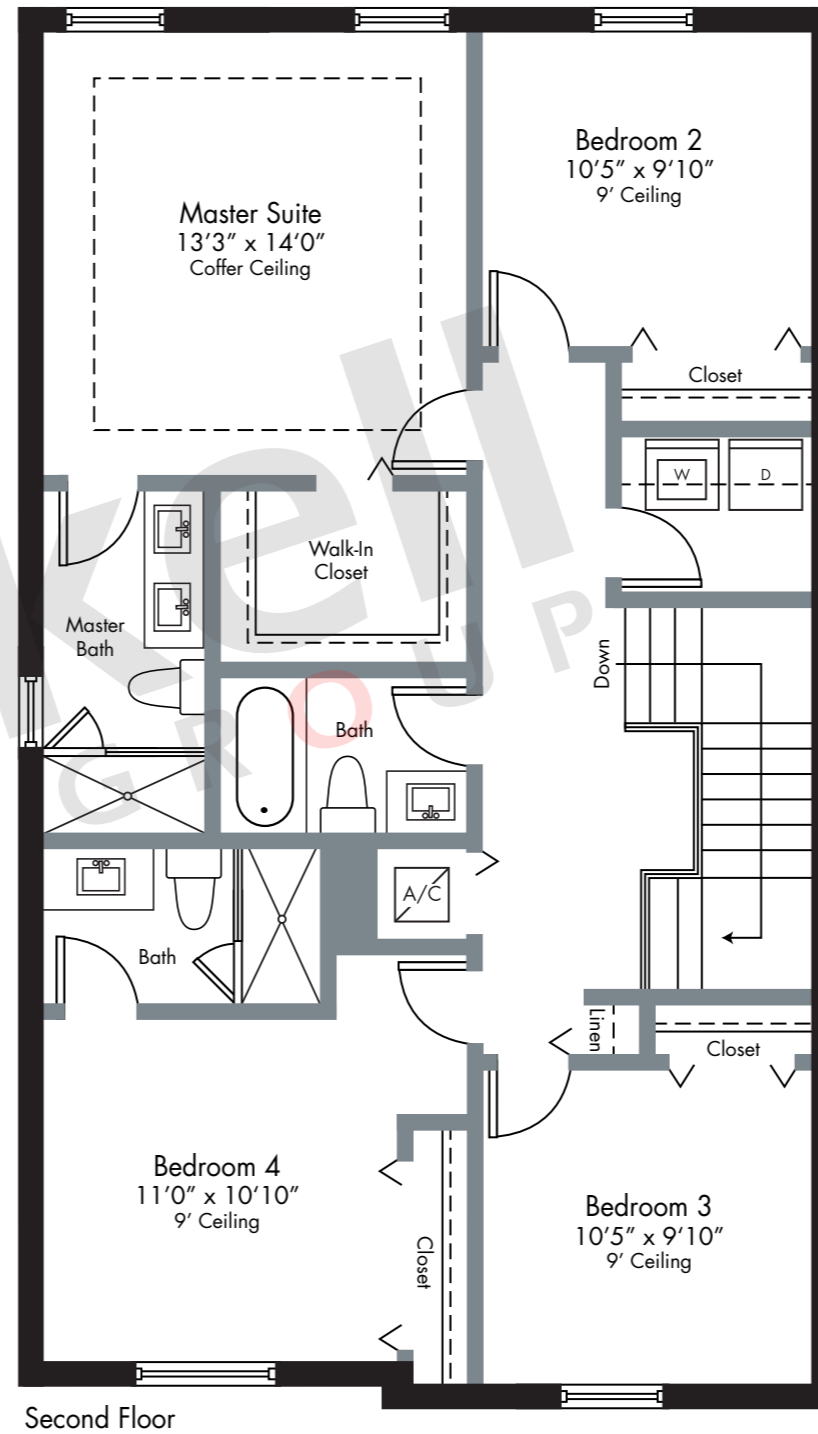 Bedroom 2
10'5" x 9'10"
9' Ceiling
Master Suite
13'3" x 14'0"
Coffer Ceiling
Closet
W
D
Walk-In
Closet
Master
Bath
Down
Bath
A/C
Bath
Linen
Closet
Bedroom 4
11'0" x 10'10"
9' Ceiling
Closet
Bedroom 3
10'5" x 9'10"
9' Ceiling
Second Floor
kell
GROUP